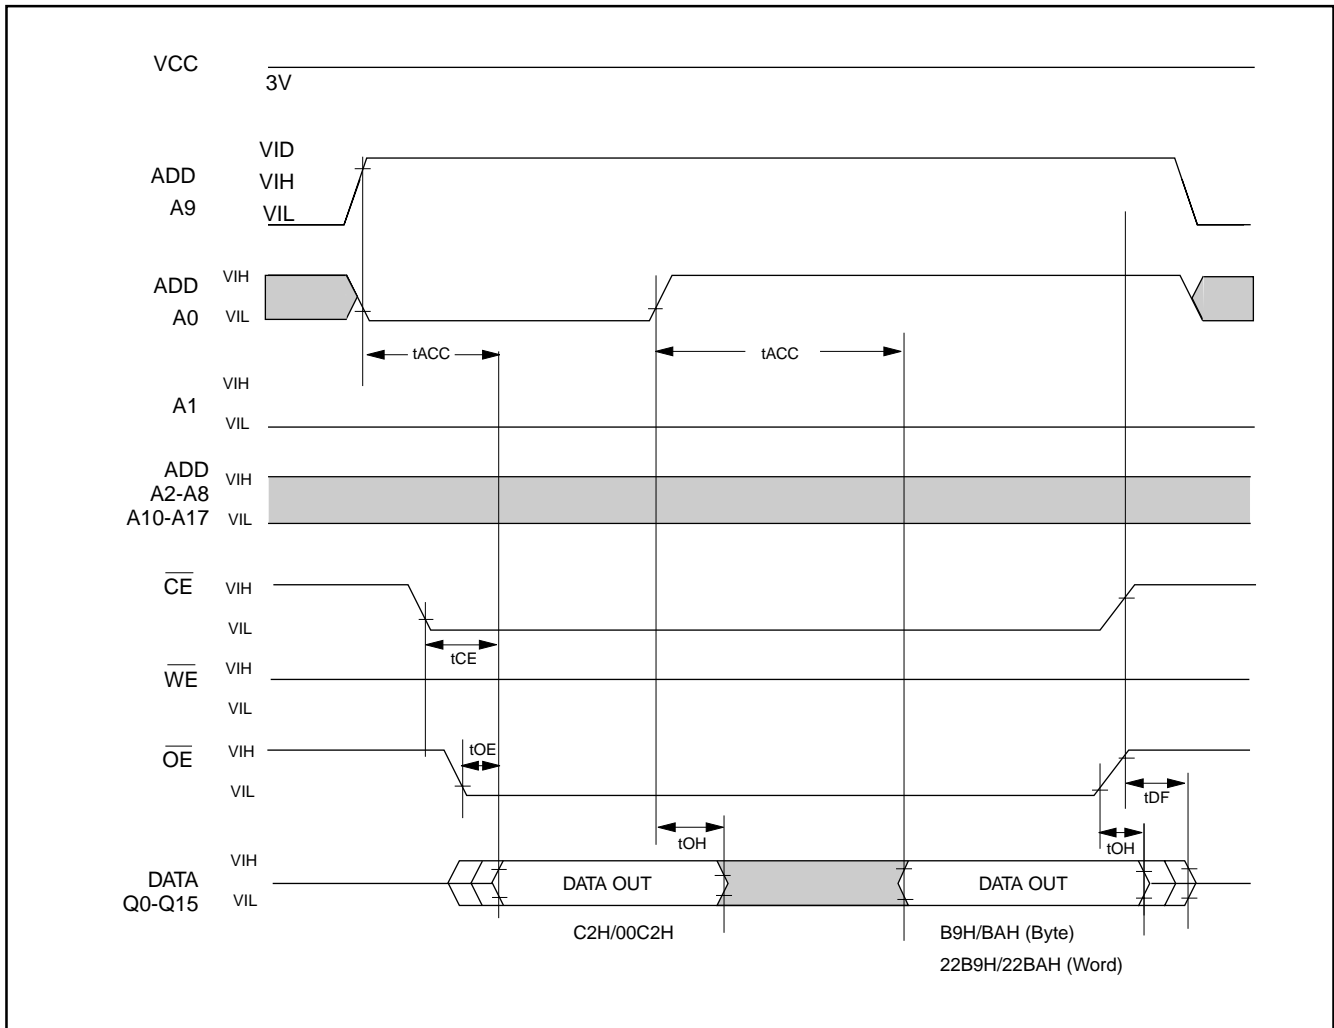 VCC
3V
VID
ADD
VIH
A9
VIL
ADD
VIH
A0
VIL
tACC
tACC
VIH
A1
VIL
ADD
VIH
A2-A8
A10-A17
VIL
CE
VIH
VIL
tCE
WE
VIH
VIL
OE
VIH
tOE
VIL
tDF
tOH
tOH
VIH
DATA
DATA OUT
DATA OUT
Q0-Q15
VIL
C2H/00C2H
B9H/BAH (Byte)
22B9H/22BAH (Word)